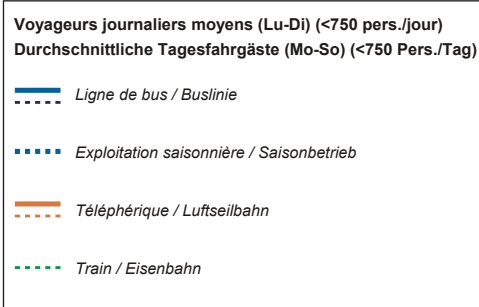 Voyageurs journaliers moyens (Lu-Di) (<750 pers./jour)
Durchschnittliche Tagesfahrgäste (Mo-So) (<750 Pers./Tag)
Ligne de bus / Buslinie
Exploitation saisonnière / Saisonbetrieb
Téléphérique / Luftseilbahn
Train / Eisenbahn